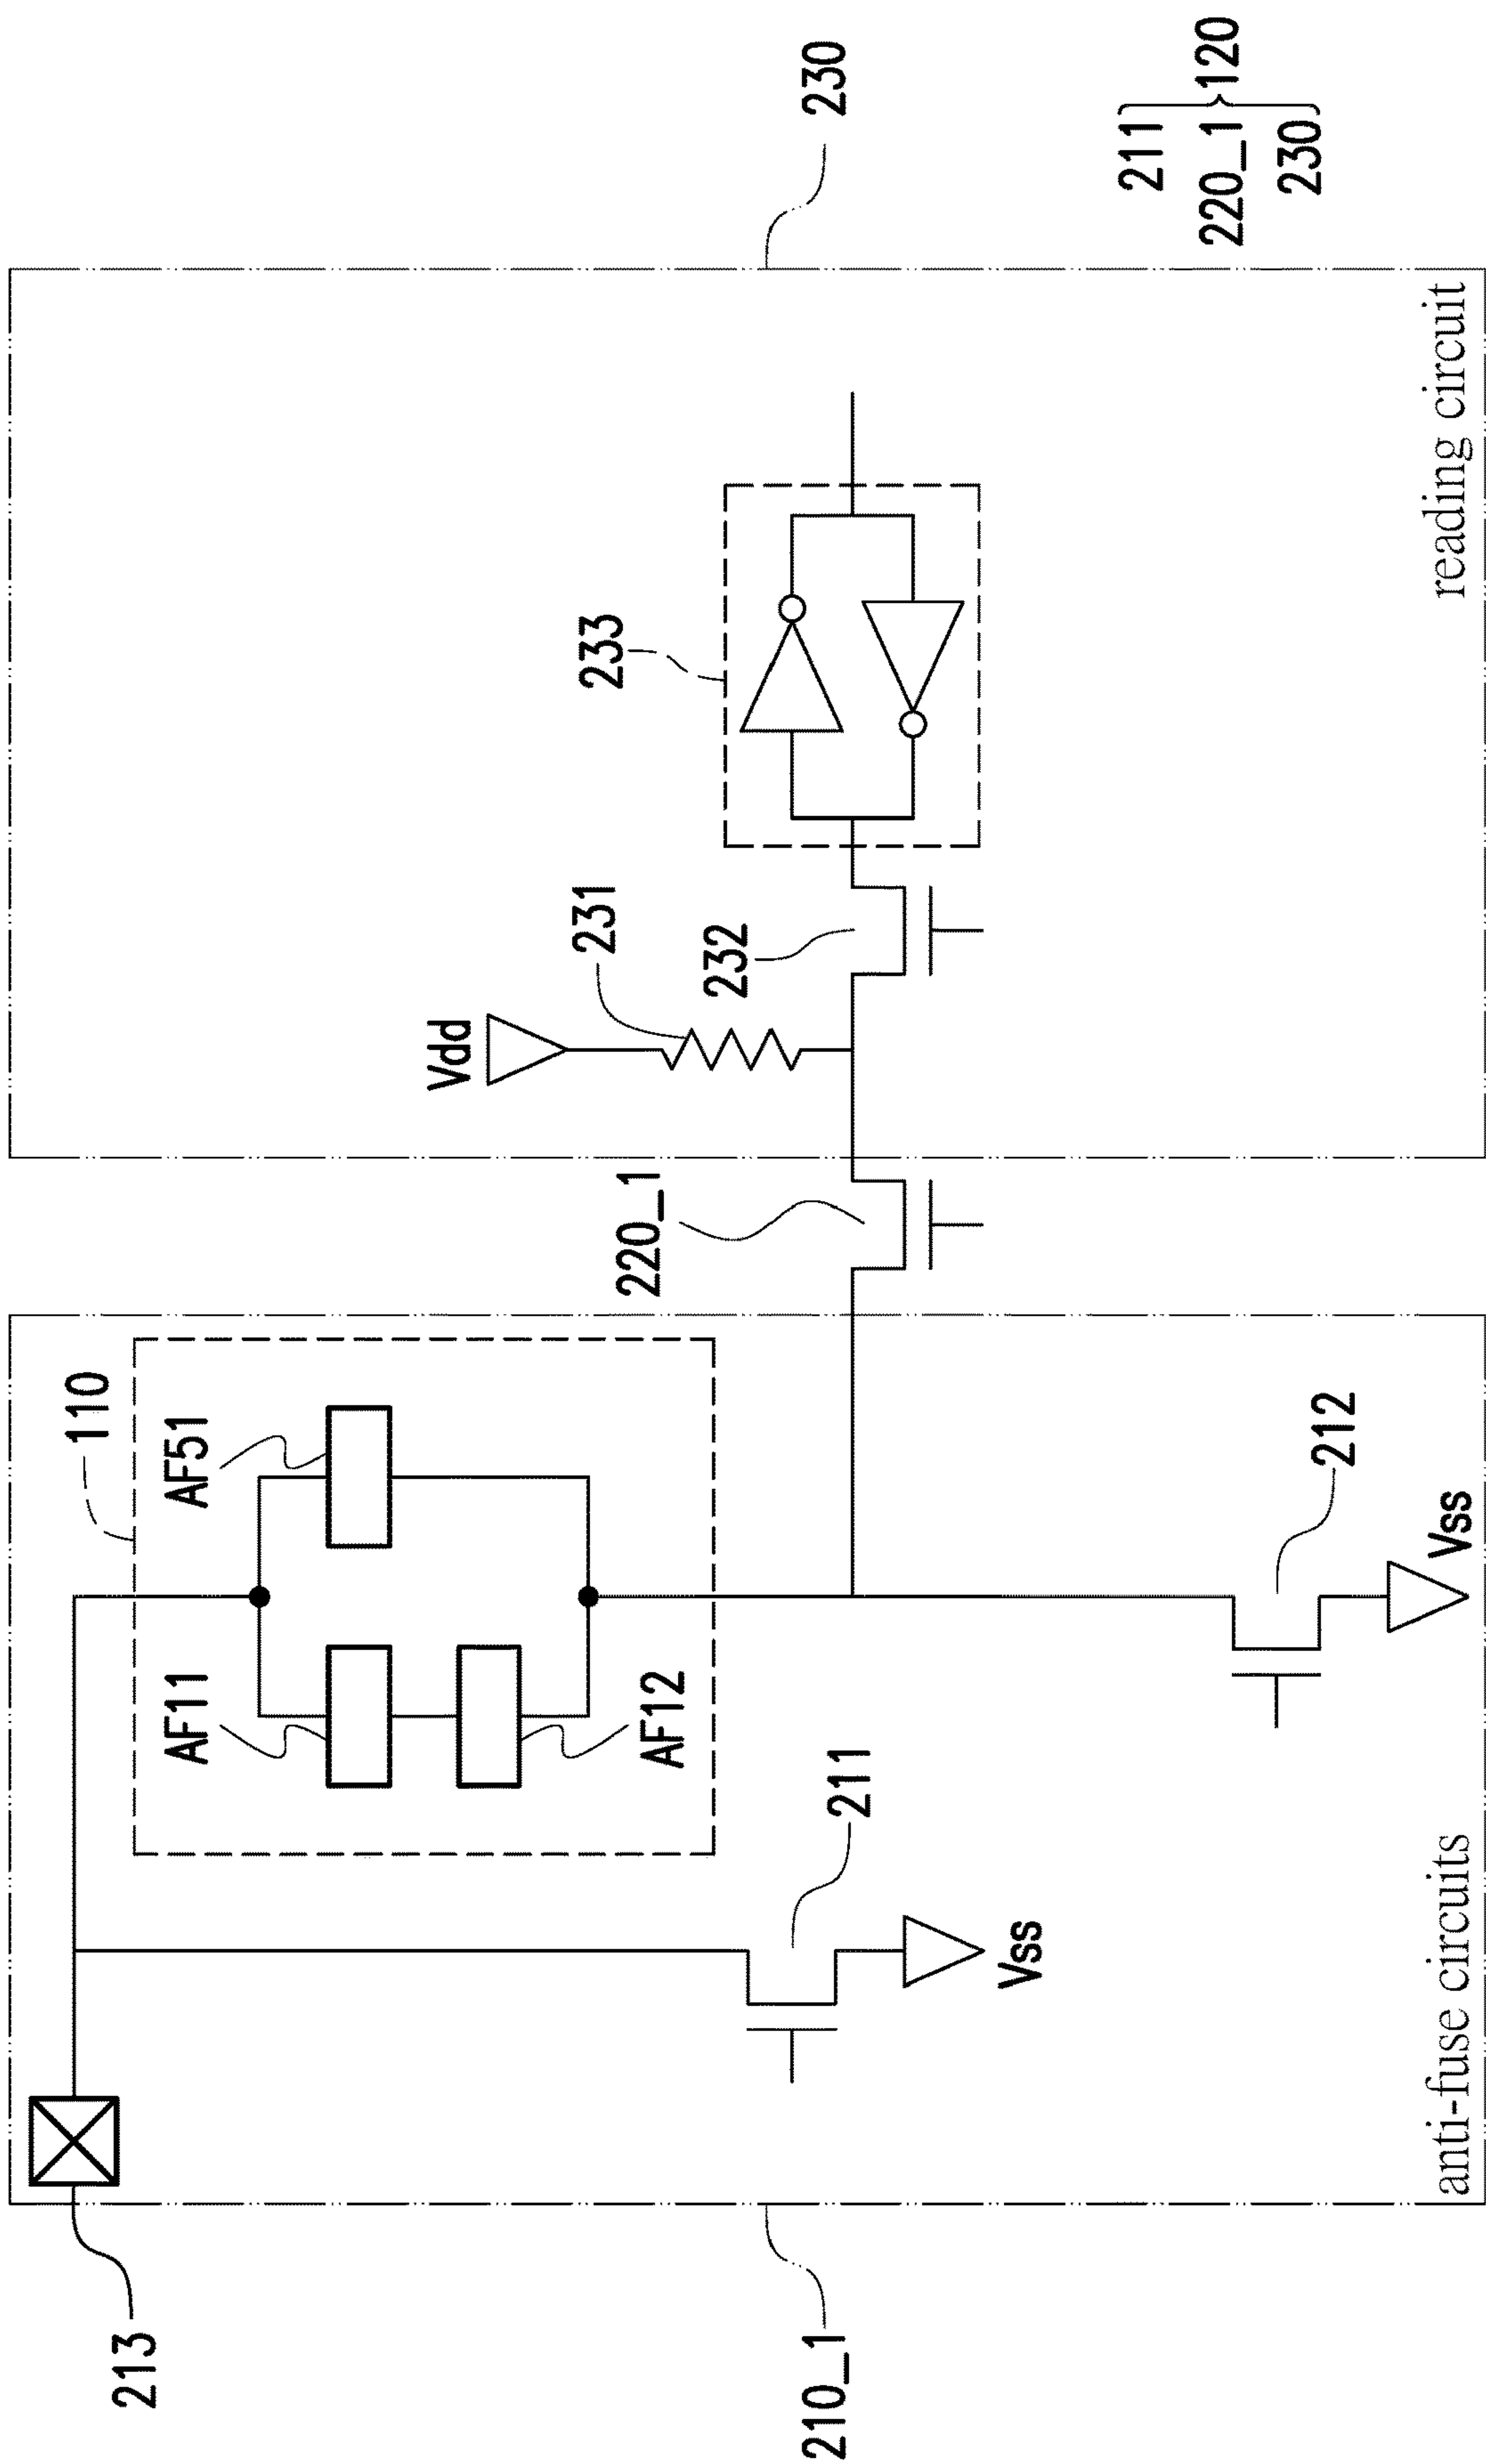 213
210_1
110
AF11
AF51
AF12
211
Vss
212
Vss
anti-fuse circuits
220_1
Vdd
231
232
233
reading circuit
230
211
220_1
230
120